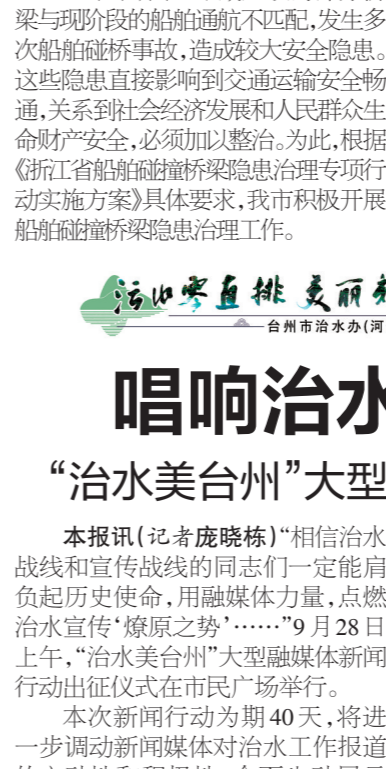 梁与现阶段的船舶通航不匹配,发生多
次船舶碰桥事故,造成较大安全隐患。
这些隐患直接影响到交通运输安全畅
通,关系到社会经济发展和人民群众生
命财产安全,必须加以整治。为此,根据
《浙江省船舶碰撞桥梁隐患治理专项行
动实施方案》具体要求,我市积极开展
船舶碰撞桥梁隐患治理工作。
污水零直排 美丽
台州市治水办(河
唱响治水
“治水美台州”大型
本报讯(记者庞晓栋)“相信治水
战线和宣传战线的同志们一定能肩
负起历史使命,用融媒体力量,点燃
治水宣传‘燎原之势’……”9月28日
上午,“治水美台州”大型融媒体新闻
行动出征仪式在市民广场举行。
本次新闻行动为期40天,将进
一步调动新闻媒体对治水工作报道